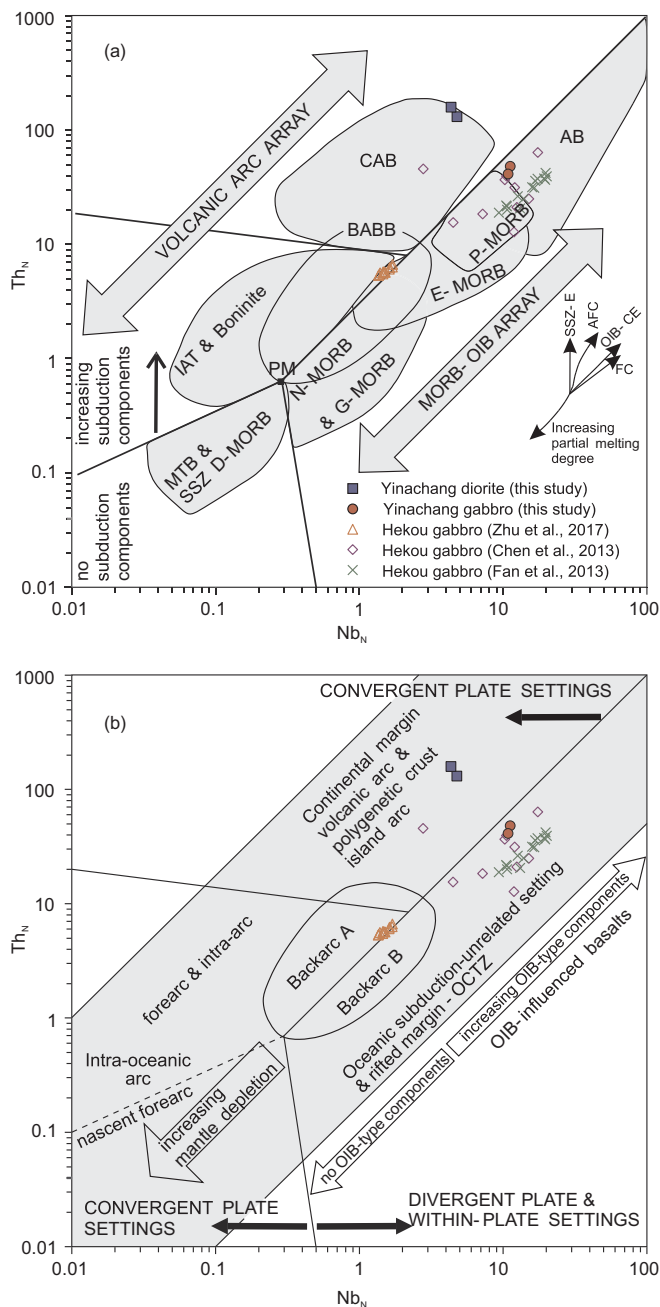 1000
(a)
100
10
1
0.1
0.01
Th_N
VOLCANIC ARC ARRAY
CAB
AB
BABB
P-MORB
E- MORB
IAT & Boninite
PM
N-MORB
& G-MORB
MORB- OIB ARRAY
MTB &
SSZ D-MORB
increasing
subduction
components
no
subduction
components
SSZ- E
AFC
OIB- CE
FC
Increasing
partial melting
degree
Yinachang diorite (this study)
Yinachang gabbro (this study)
Hekou gabbro (Zhu et al., 2017)
Hekou gabbro (Chen et al., 2013)
Hekou gabbro (Fan et al., 2013)
0.01 0.1 1 10 100
Nb_N
1000
(b)
100
10
1
0.1
0.01
Th_N
CONVERGENT PLATE SETTINGS
Continental margin
volcanic arc &
polygenetic crust
island arc
forearc & intra-arc
Backarc A
Backarc B
Oceanic subduction-unrelated setting
& rifted margin - OCTZ
increasing OIB-type components
OIB- influenced basalts
no OIB-type components
Intra-oceanic
arc
nascent forearc
increasing
mantle depletion
CONVERGENT PLATE
SETTINGS
DIVERGENT PLATE &
WITHIN- PLATE SETTINGS
0.01 0.1 1 10 100
Nb_N